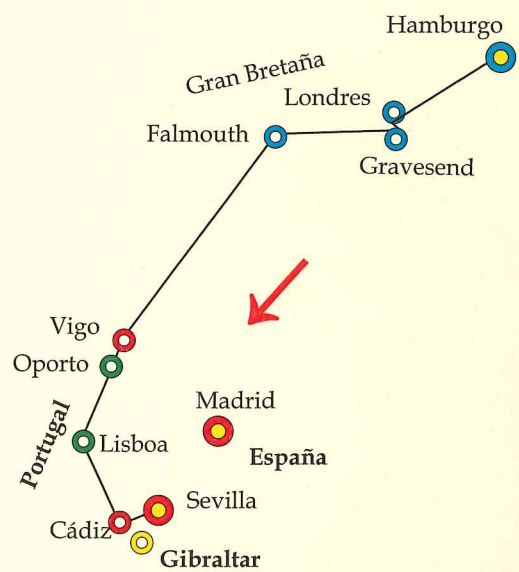 Hamburgo
Gran Bretaña
Londres
Falmouth
Gravesend
Vigo
Oporto
Madrid
Portugal
Lisboa
España
Sevilla
Cádiz
Gibraltar